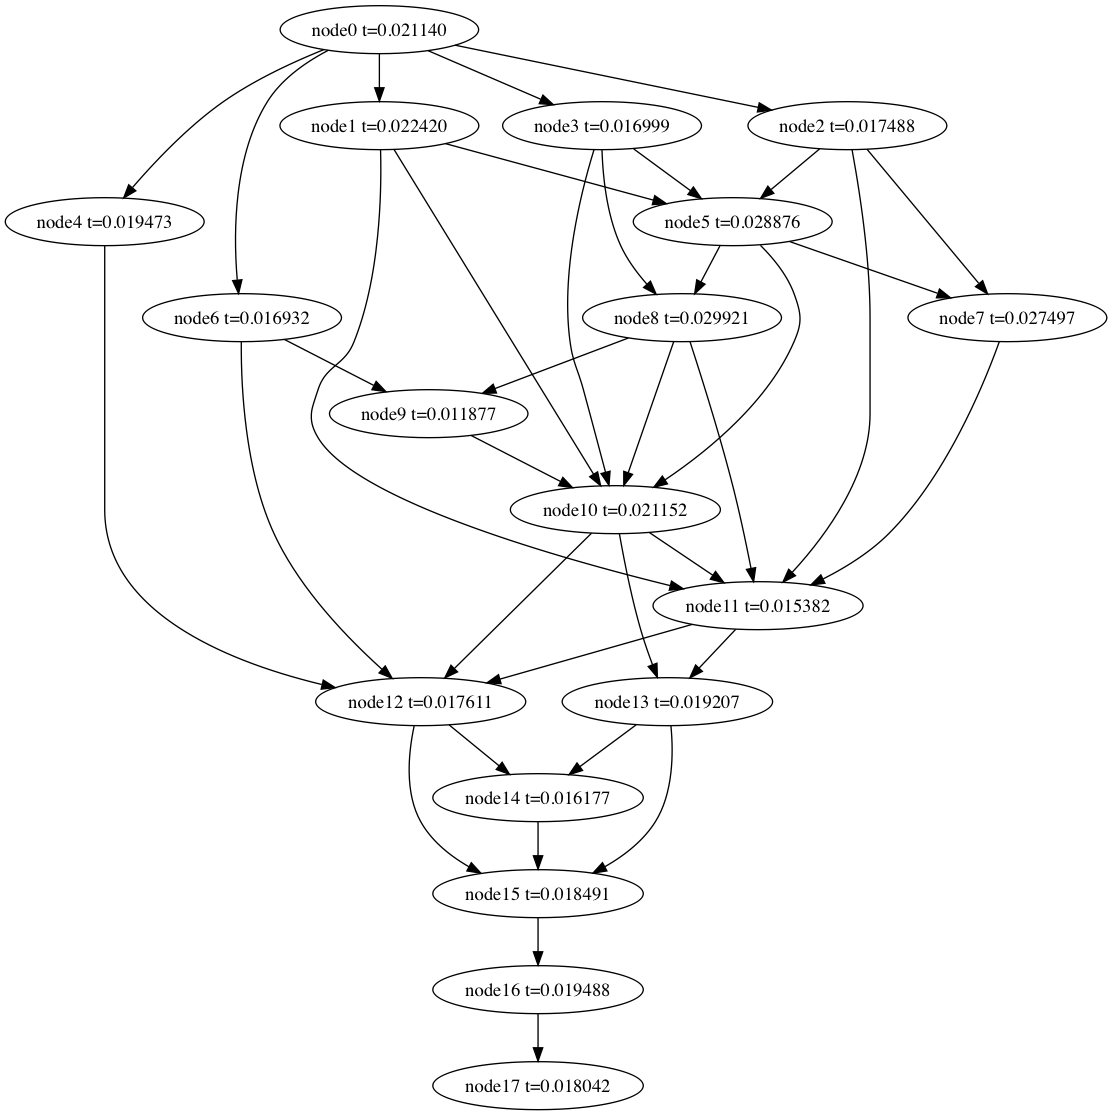 node0 t=0.021140
node1 t=0.022420
node3 t=0.016999
node2 t=0.017488
node4 t=0.019473
node5 t=0.028876
node6 t=0.016932
node8 t=0.029921
node7 t=0.027497
node9 t=0.011877
node10 t=0.021152
node11 t=0.015382
node12 t=0.017611
node13 t=0.019207
node14 t=0.016177
node15 t=0.018491
node16 t=0.019488
node17 t=0.018042